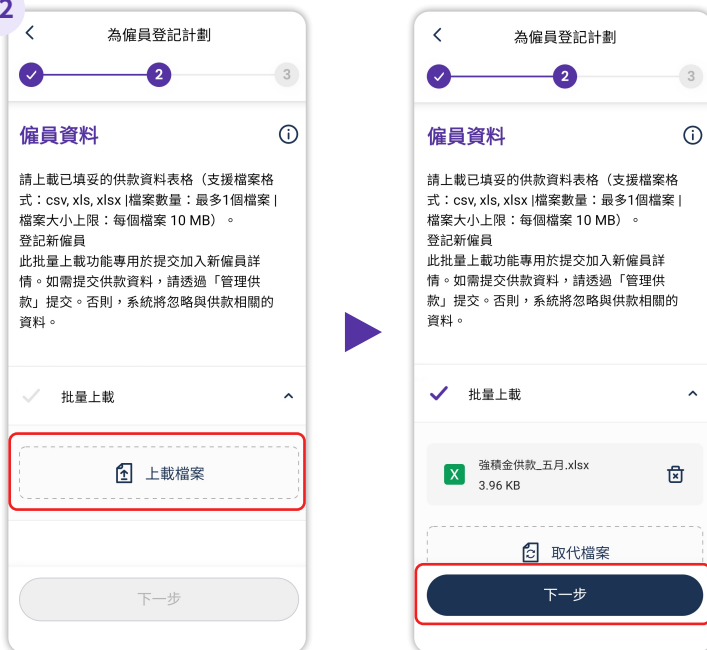 2
為僱員登記計劃
2
3
僱員資料
請上載已填妥的供款資料表格（支援檔案格
式：csv, xls, xlsx |檔案數量：最多1個檔案 |
檔案大小上限：每個檔案 10 MB）。
登記新僱員
此批量上載功能專用於提交加入新僱員詳
情。如需提交供款資料，請透過「管理供
款」提交。否則，系統將忽略與供款相關的
資料。
批量上載
上載檔案
下一步
為僱員登記計劃
2
3
僱員資料
請上載已填妥的供款資料表格（支援檔案格
式：csv, xls, xlsx |檔案數量：最多1個檔案 |
檔案大小上限：每個檔案 10 MB）。
登記新僱員
此批量上載功能專用於提交加入新僱員詳
情。如需提交供款資料，請透過「管理供
款」提交。否則，系統將忽略與供款相關的
資料。
批量上載
X
強積金供款_五月.xlsx
3.96 KB
取代檔案
下一步